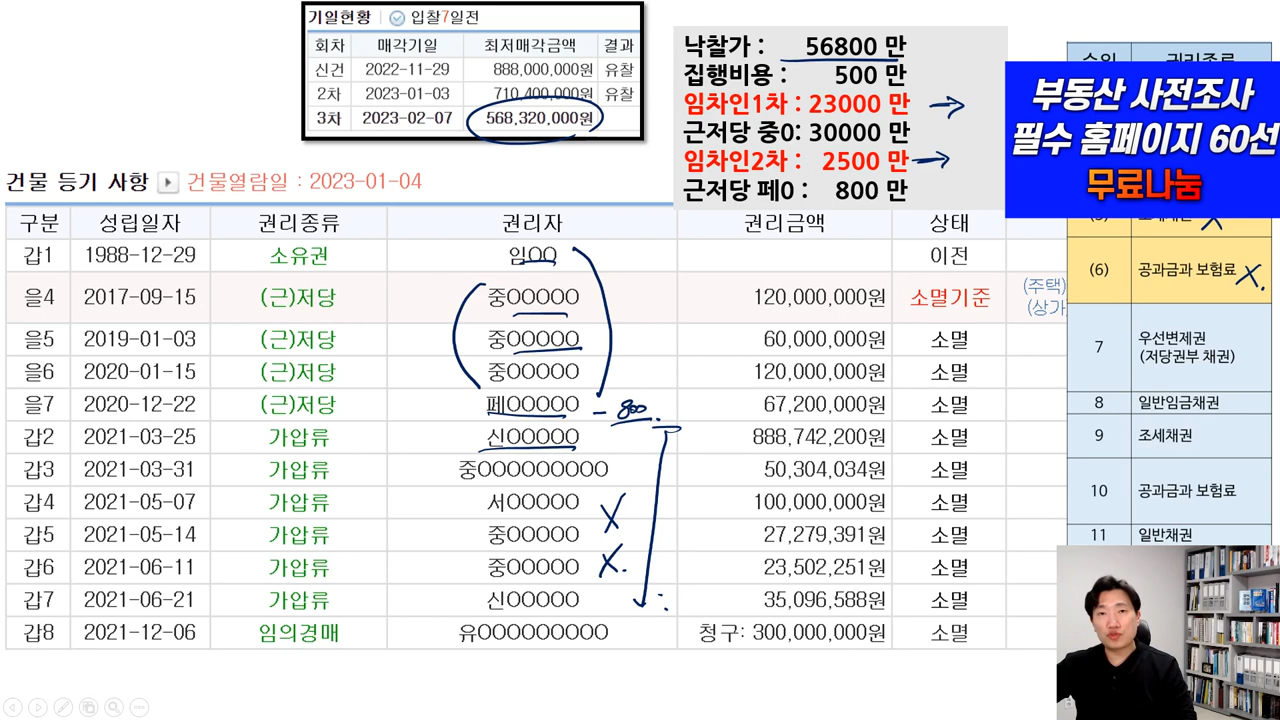 기일현황 입찰7일전
회차 매각기일 최저매각금액 결과
신건 2022-11-29 888,000,000원 유찰
2차 2023-01-03 710,400,000원 유찰
3차 2023-02-07 568,320,000원
낙찰가 : 56800 만
집행비용 : 500 만
임차인1차 : 23000 만
근저당 중0: 30000 만
임차인2차 : 2500 만
근저당 페0 : 800 만
부동산 사전조사
필수 홈페이지 60선
무료나눔
건물 등기 사항 건물열람일 : 2023-01-04
구분 성립일자 권리종류 권리자 권리금액 상태
갑1 1988-12-29 소유권 임OO 이전
을4 2017-09-15 (근)저당 중OOOOO 120,000,000원 소멸기준 (주택)
(상가
을5 2019-01-03 (근)저당 중OOOOO 60,000,000원 소멸
을6 2020-01-15 (근)저당 중OOOOO 120,000,000원 소멸
을7 2020-12-22 (근)저당 페OOOOO 67,200,000원 소멸
800
갑2 2021-03-25 가압류 신OOOOO 888,742,200원 소멸
갑3 2021-03-31 가압류 중OOOOOOOOO 50,304,034원 소멸
갑4 2021-05-07 가압류 서OOOOO 100,000,000원 소멸
갑5 2021-05-14 가압류 중OOOOO 27,279,391원 소멸
갑6 2021-06-11 가압류 중OOOOO 23,502,251원 소멸
갑7 2021-06-21 가압류 신OOOOO 35,096,588원 소멸
갑8 2021-12-06 임의경매 유OOOOOOOOO 청구: 300,000,000원 소멸
(6) 공과금과 보험료 X.
7 우선변제권
(저당권부 채권)
8 일반임금채권
9 조세채권
10 공과금과 보험료
11 일반채권